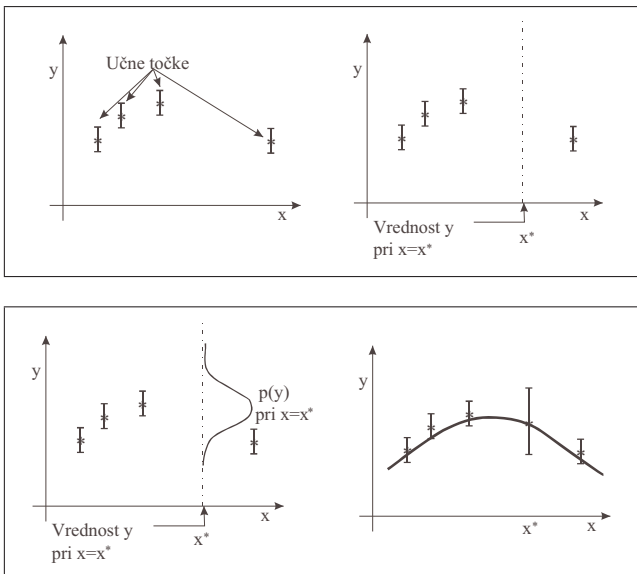 Učne točke
y
x
y
Vrednost y
pri x=x*
x*
x
y
p(y)
pri x=x*
Vrednost y
pri x=x*
x*
x
y
x*
x